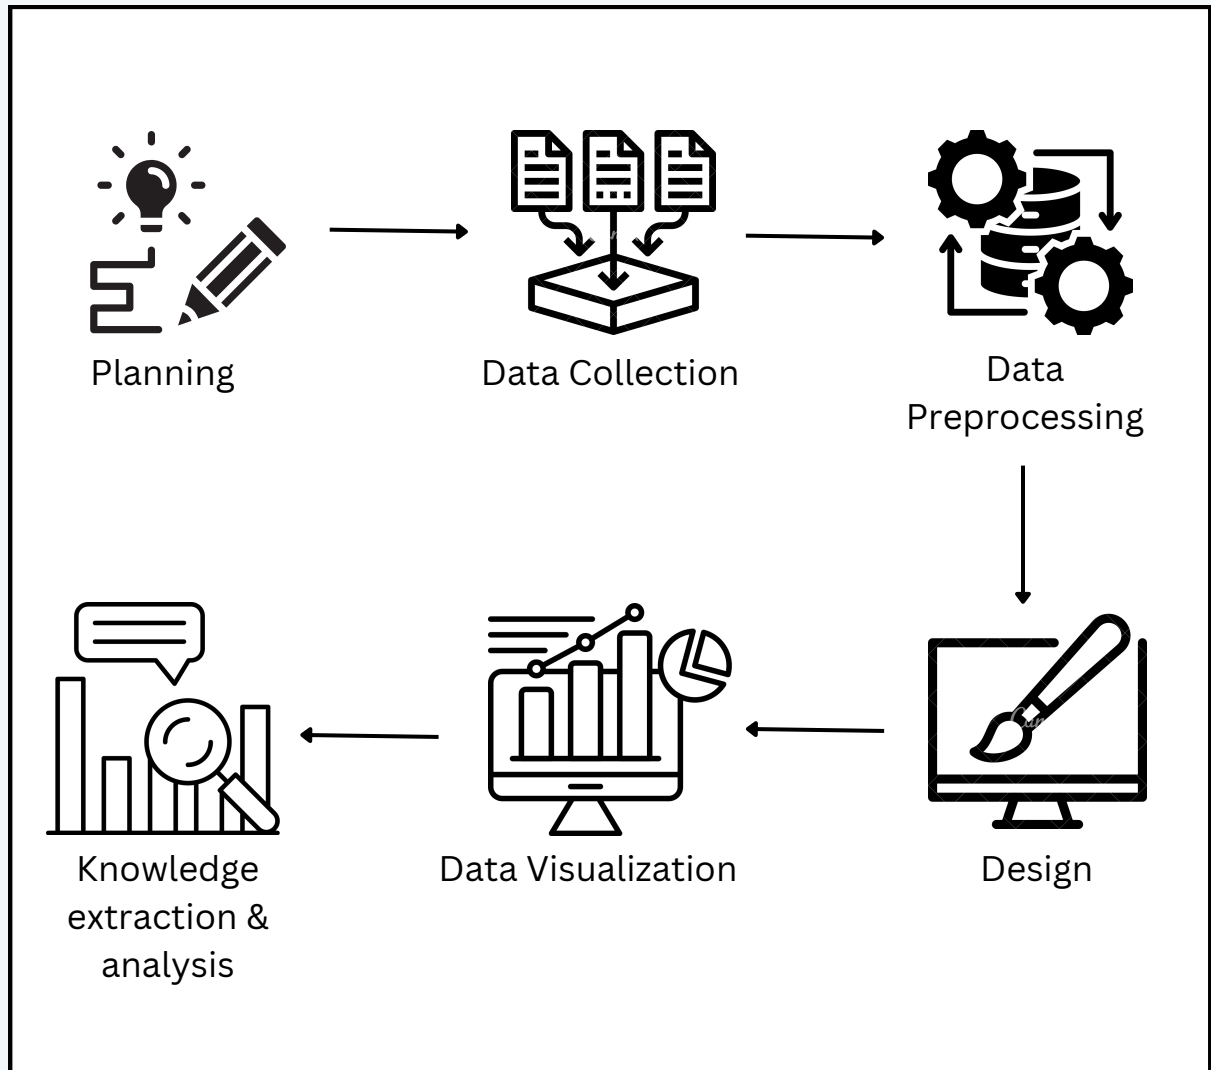 Planning
Data Collection
Data
Preprocessing
Design
Data Visualization
Knowledge
extraction &
analysis